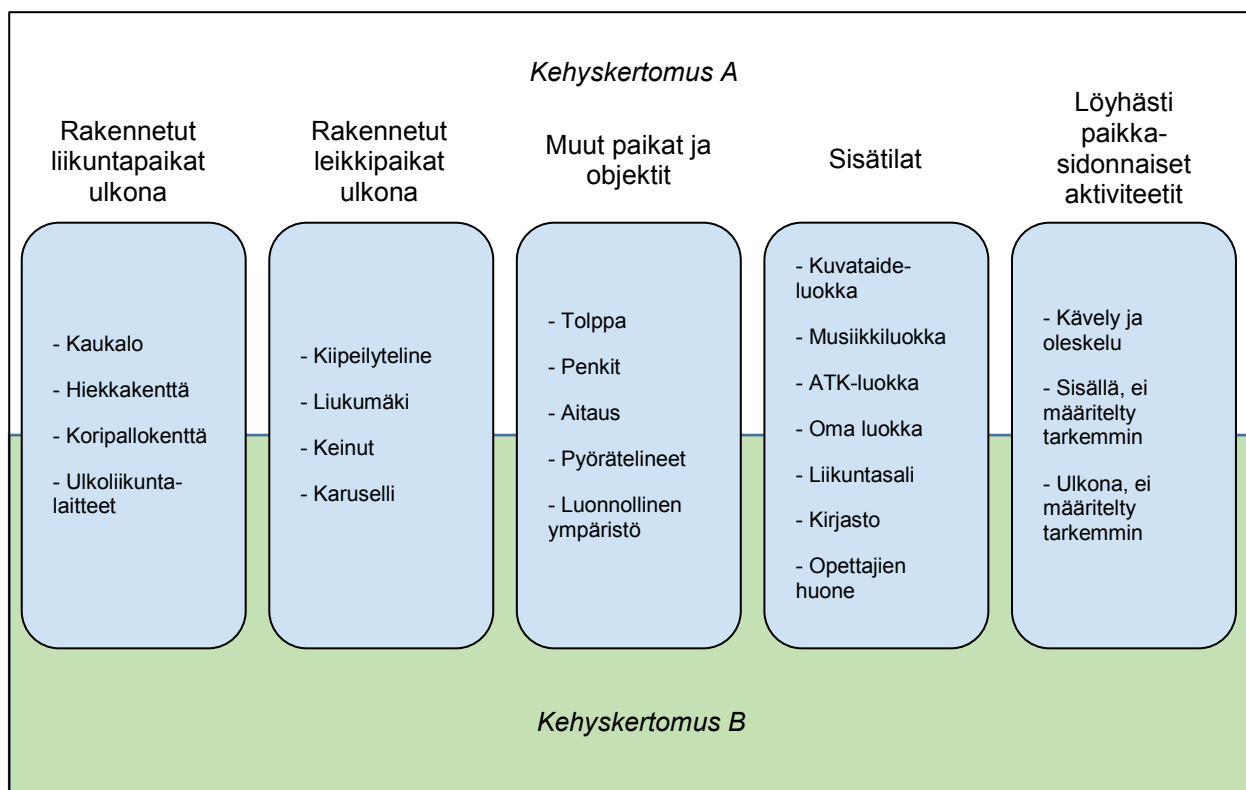 Kehyskertomus A
Rakennetut
liikuntapaikat
ulkona
Rakennetut
leikkipaikat
ulkona
Muut paikat ja
objektit
Sisätilat
Löyhästi
paikka-
sidonnaiset
aktiviteetit
- Kaukalo
- Hiekkakenttä
- Koripallokenttä
- Ulkoliikunta-
laitteet
- Kiipeilyteline
- Liukumäki
- Keinut
- Karuselli
- Tolppa
- Penkit
- Aitaus
- Pyörätelineet
- Luonnollinen
ympäristö
- Kuvataide-
luokka
- Musiikkiluokka
- ATK-luokka
- Oma luokka
- Liikuntasali
- Kirjasto
- Opettajien
huone
- Kävely ja
oleskelu
- Sisällä, ei
määritelty
tarkemmin
- Ulkona, ei
määritelty
tarkemmin
Kehyskertomus B